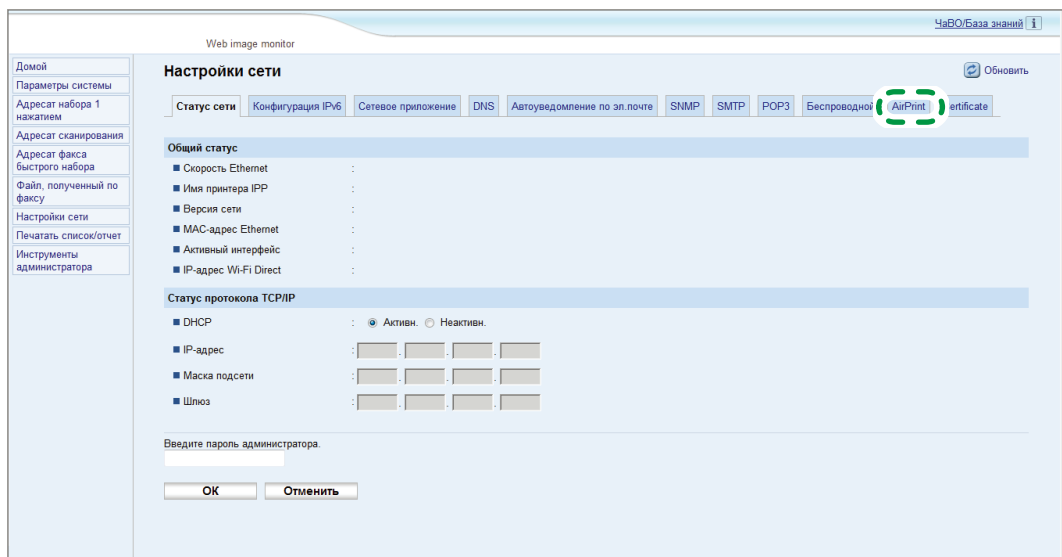 ЧаВО/База знаний i
Web image monitor
Домой
Параметры системы
Адресат набора 1
нажатием
Адресат сканирования
Адресат факса
быстрого набора
Файл, полученный по
факсу
Настройки сети
Печатать список/отчет
Инструменты
администратора
Настройки сети
Обновить
Статус сети Конфигурация IPv6 Сетевое приложение DNS Автоуведомление по эл.почте SNMP SMTP POP3 Беспроводной AirPrint ertificate
Общий статус
Скорость Ethernet :
Имя принтера IPP :
Версия сети :
MAC-адрес Ethernet :
Активный интерфейс :
IP-адрес Wi-Fi Direct :
Статус протокола TCP/IP
DHCP : Активн. Неактивн.
IP-адрес : . . .
Маска подсети : . . .
Шлюз : . . .
Введите пароль администратора.
ОК Отменить